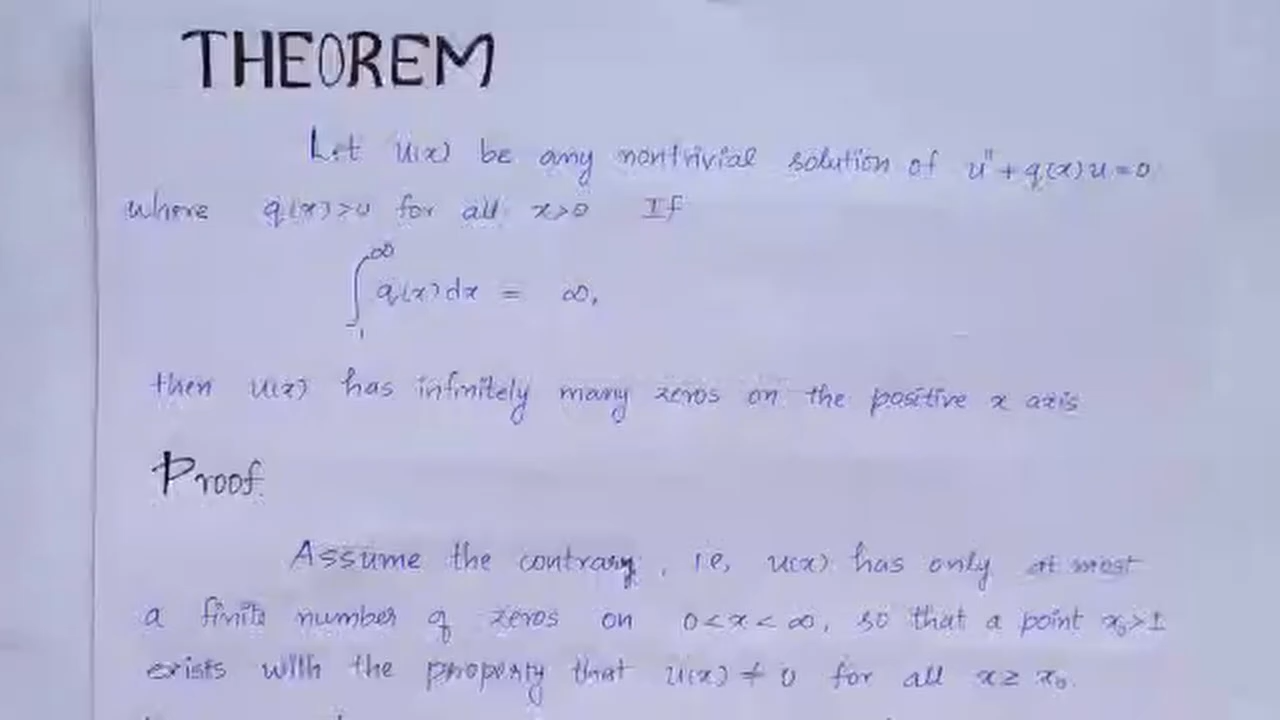 THEOREM
Let u(x) be any nontrivial solution of u'' + q(x)u = 0
where q(x)>0 for all x>0 If
∫₁^∞ q(x)dx = ∞,
then u(x) has infinitely many zeros on the positive x axis
Proof
Assume the contrary, ie, u(x) has only at most
a finite number of zeros on 0<x<∞, so that a point x₀>1
exists with the property that u(x) ≠ 0 for all x≥ x₀.